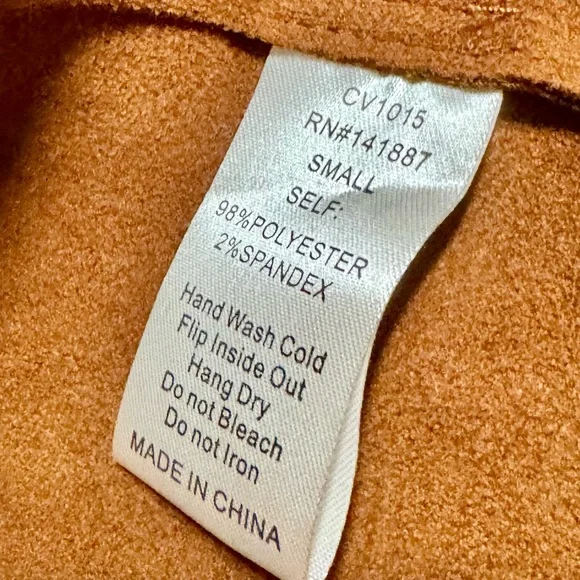 CV1015
RN#141887
SMALL
SELF:
98%POLYESTER
2%SPANDEX
Hand Wash Cold
Flip Inside Out
Hang Dry
Do not Bleach
Do not Iron
MADE IN CHINA